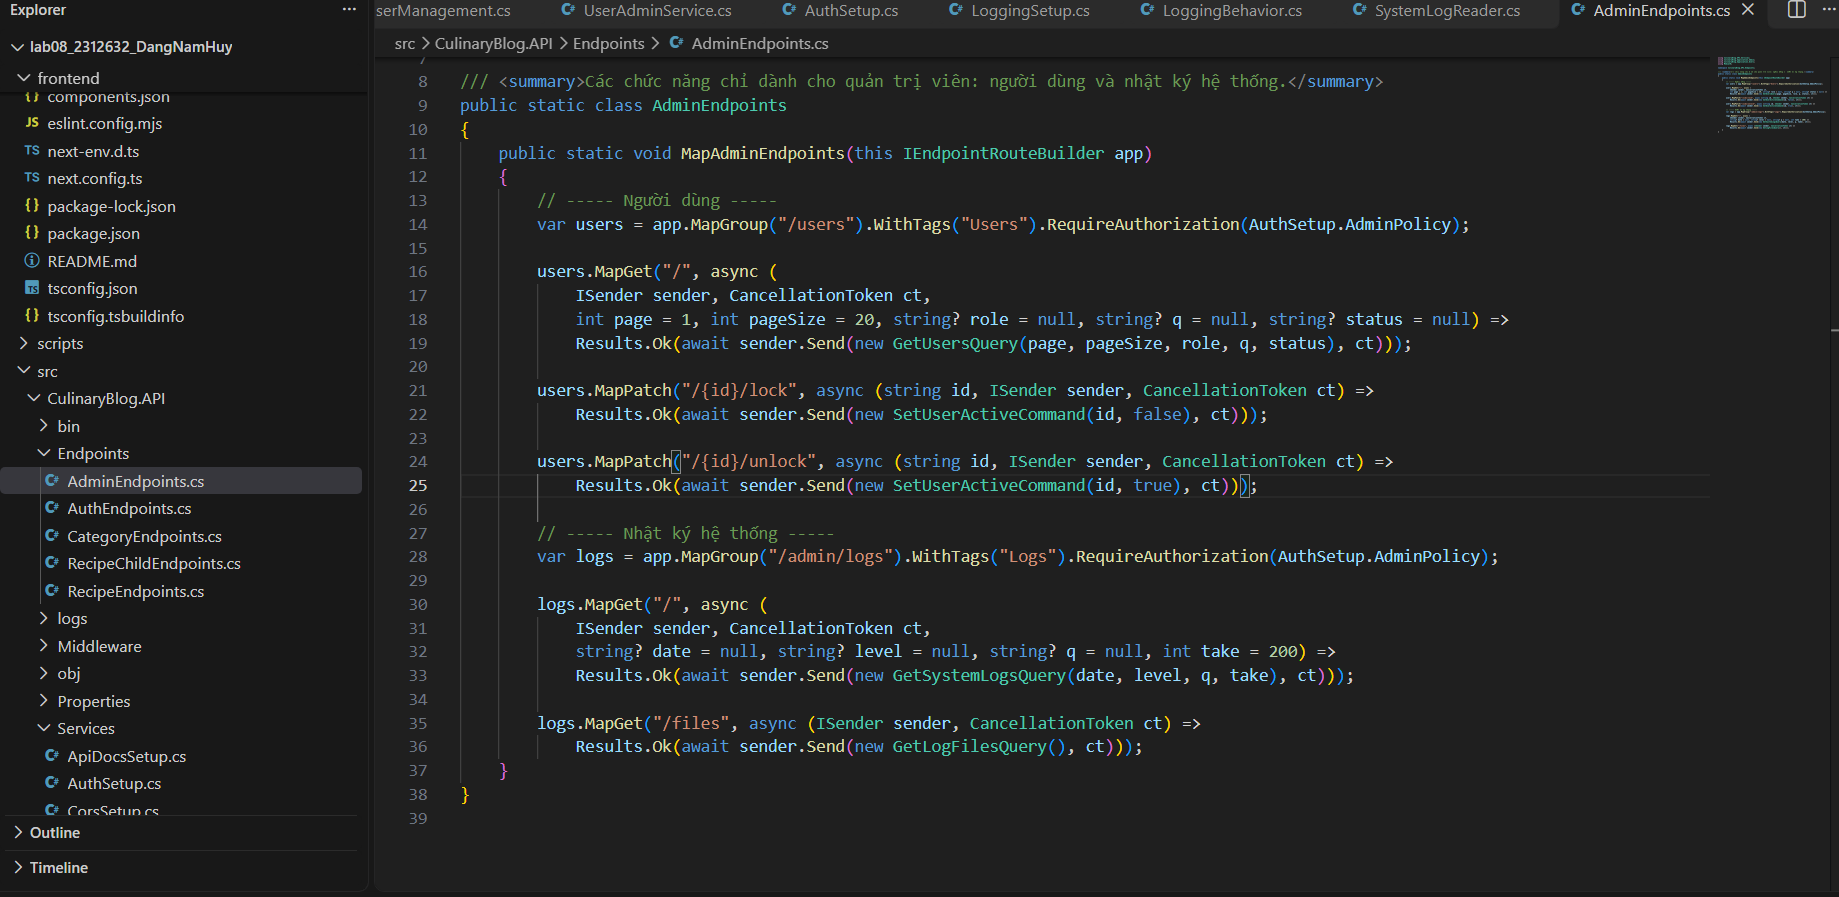 Explorer
lab08_2312632_DangNamHuy
frontend
components.json
eslint.config.mjs
next-env.d.ts
next.config.ts
package-lock.json
package.json
README.md
tsconfig.json
tsconfig.tsbuildinfo
scripts
src
CulinaryBlog.API
bin
Endpoints
AdminEndpoints.cs
AuthEndpoints.cs
CategoryEndpoints.cs
RecipeChildEndpoints.cs
RecipeEndpoints.cs
logs
Middleware
obj
Properties
Services
ApiDocsSetup.cs
AuthSetup.cs
CorsSetup.cs
Outline
Timeline
serManagement.cs UserAdminService.cs AuthSetup.cs LoggingSetup.cs LoggingBehavior.cs SystemLogReader.cs AdminEndpoints.cs
src > CulinaryBlog.API > Endpoints > AdminEndpoints.cs
7
8 /// <summary>Các chức năng chỉ dành cho quản trị viên: người dùng và nhật ký hệ thống.</summary>
9 public static class AdminEndpoints
10 {
11 public static void MapAdminEndpoints(this IEndpointRouteBuilder app)
12 {
13 // ----- Người dùng -----
14 var users = app.MapGroup("/users").WithTags("Users").RequireAuthorization(AuthSetup.AdminPolicy);
15
16 users.MapGet("/", async (
17 ISender sender, CancellationToken ct,
18 int page = 1, int pageSize = 20, string? role = null, string? q = null, string? status = null) =>
19 Results.Ok(await sender.Send(new GetUsersQuery(page, pageSize, role, q, status), ct)));
20
21 users.MapPatch("/{id}/lock", async (string id, ISender sender, CancellationToken ct) =>
22 Results.Ok(await sender.Send(new SetUserActiveCommand(id, false), ct)));
23
24 users.MapPatch("/{id}/unlock", async (string id, ISender sender, CancellationToken ct) =>
25 Results.Ok(await sender.Send(new SetUserActiveCommand(id, true), ct)));
26
27 // ----- Nhật ký hệ thống -----
28 var logs = app.MapGroup("/admin/logs").WithTags("Logs").RequireAuthorization(AuthSetup.AdminPolicy);
29
30 logs.MapGet("/", async (
31 ISender sender, CancellationToken ct,
32 string? date = null, string? level = null, string? q = null, int take = 200) =>
33 Results.Ok(await sender.Send(new GetSystemLogsQuery(date, level, q, take), ct)));
34
35 logs.MapGet("/files", async (ISender sender, CancellationToken ct) =>
36 Results.Ok(await sender.Send(new GetLogFilesQuery(), ct)));
37 }
38 }
39